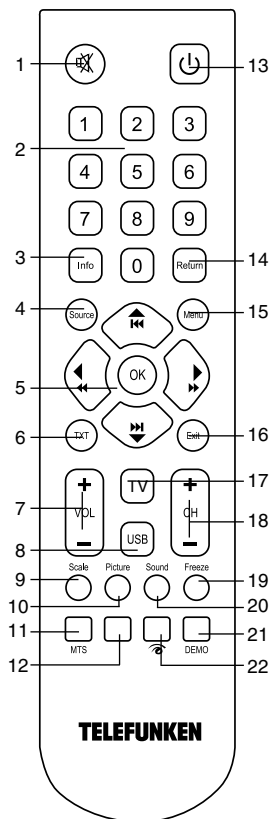 1 13
1 2 3
2
4 5 6
7 8 9
3 Info 0 Return 14
4 Source Menu 15
5 OK
6 TXT Exit 16
+ TV + 17
7 VOL CH 18
8 - USB -
Scale Picture Sound Freeze
9 19
10 20
11 21
MTS DEMO
12 22
TELEFUNKEN